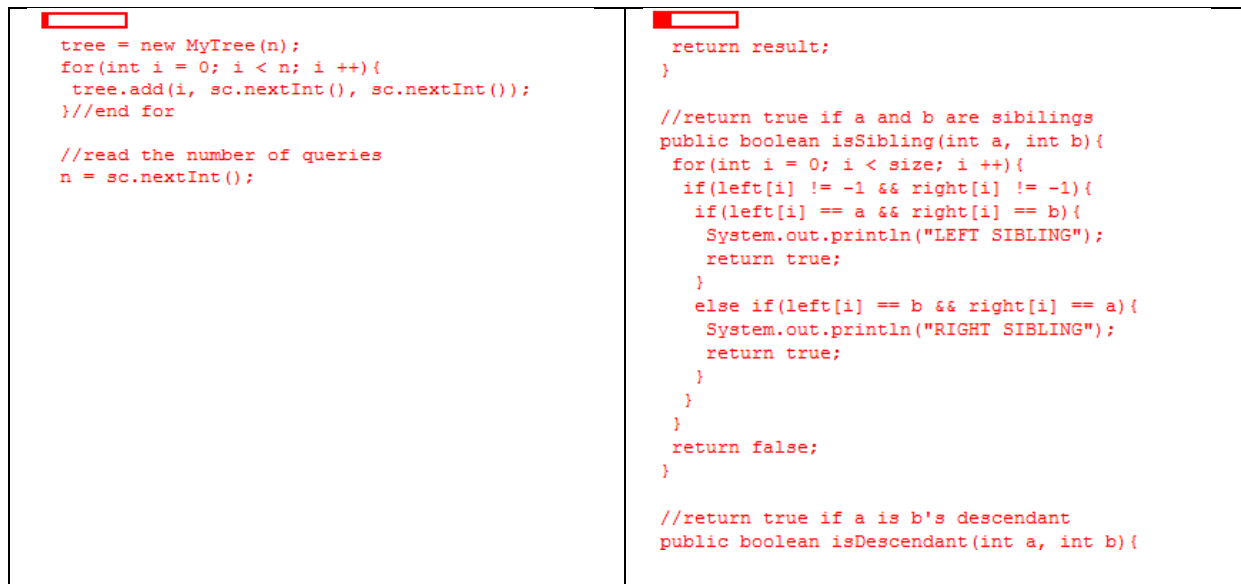 tree = new MyTree(n);
for(int i = 0; i < n; i ++){
tree.add(i, sc.nextInt(), sc.nextInt());
}//end for
//read the number of queries
n = sc.nextInt();
return result;
}
//return true if a and b are sibilings
public boolean isSibling(int a, int b){
for(int i = 0; i < size; i ++){
if(left[i] != -1 && right[i] != -1){
if(left[i] == a && right[i] == b){
System.out.println("LEFT SIBLING");
return true;
}
else if(left[i] == b && right[i] == a){
System.out.println("RIGHT SIBLING");
return true;
}
}
}
return false;
}
//return true if a is b's descendant
public boolean isDescendant(int a, int b){